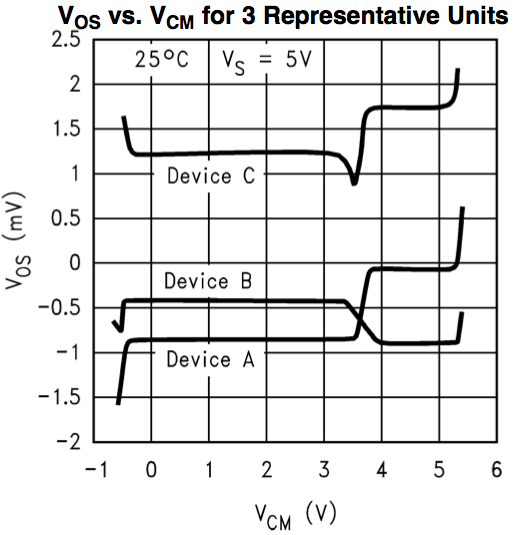 VOS vs. VCM for 3 Representative Units
2.5
25°C VS = 5V
2
1.5
1
Device C
0.5
0
Device B
−0.5
−1
Device A
−1.5
−2
VOS (mV)
−1 0 1 2 3 4 5 6
VCM (V)